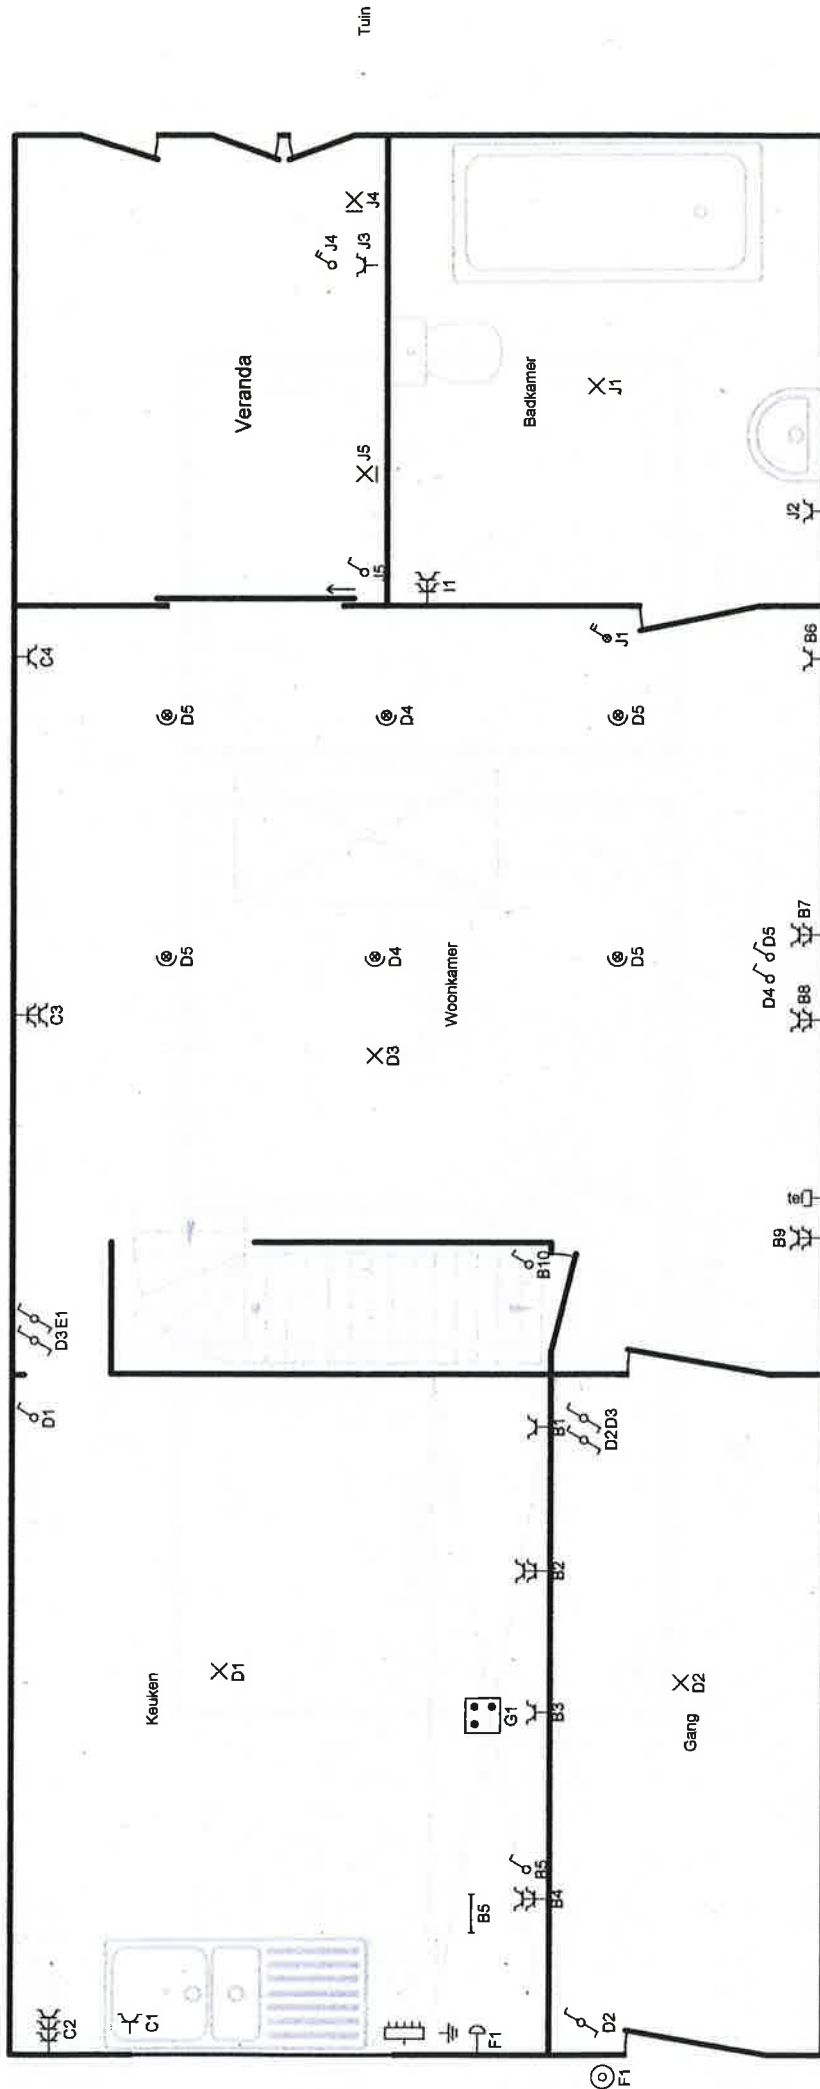 Tuin
J4
J4
J3
Veranda
Badkamer
J1
J5
J2
J5
I1
C4
J1
B6
D5
D4
D5
B7
D5
D4
D5
D5
D4
B8
C3
Woonkamer
D3
tel
B9
B10
D3 E1
D1
B1
D2 D3
B2
D1
Keuken
G1
B3
D2
Gang
B5
B4
B5
C2
C1
F1
D2
F1